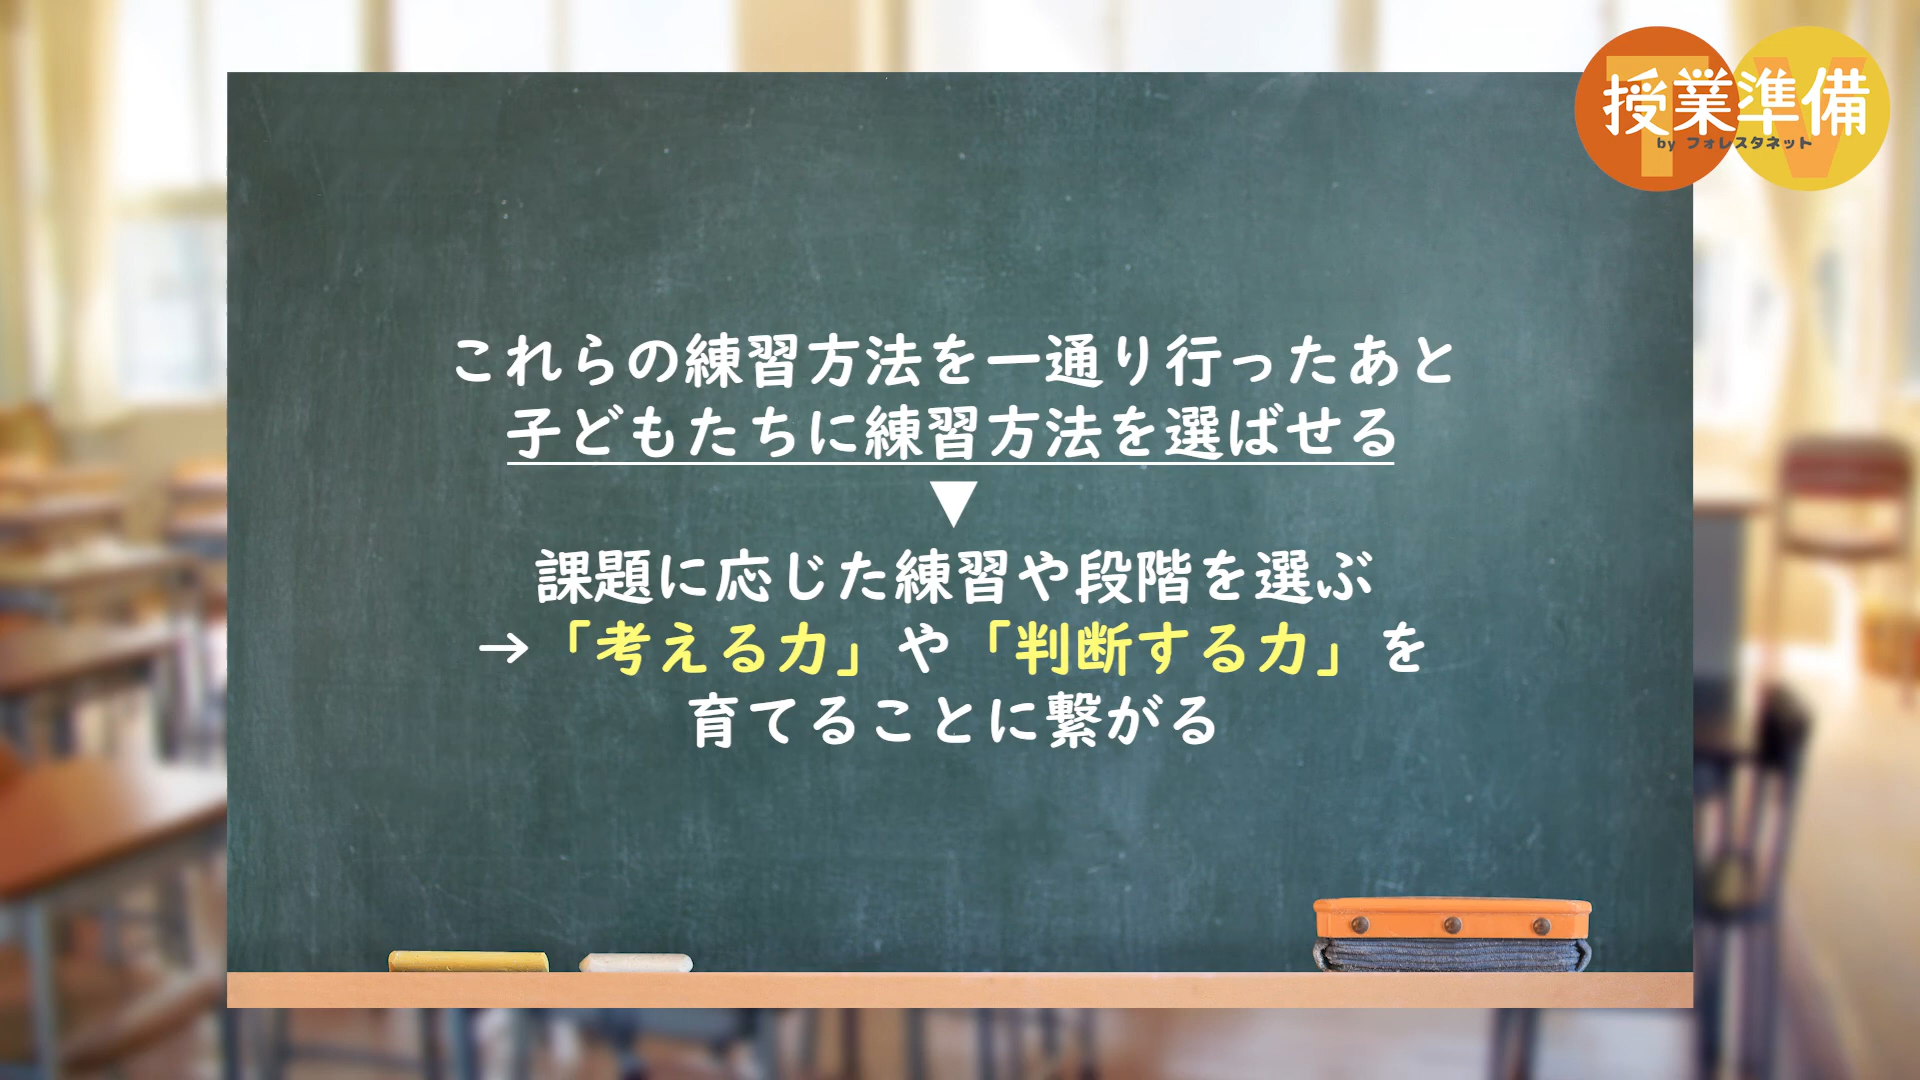 TV
授業準備
by フォレスタネット
これらの練習方法を一通り行ったあと
子どもたちに練習方法を選ばせる
▼
課題に応じた練習や段階を選ぶ
→「考える力」や「判断する力」を
育てることに繋がる